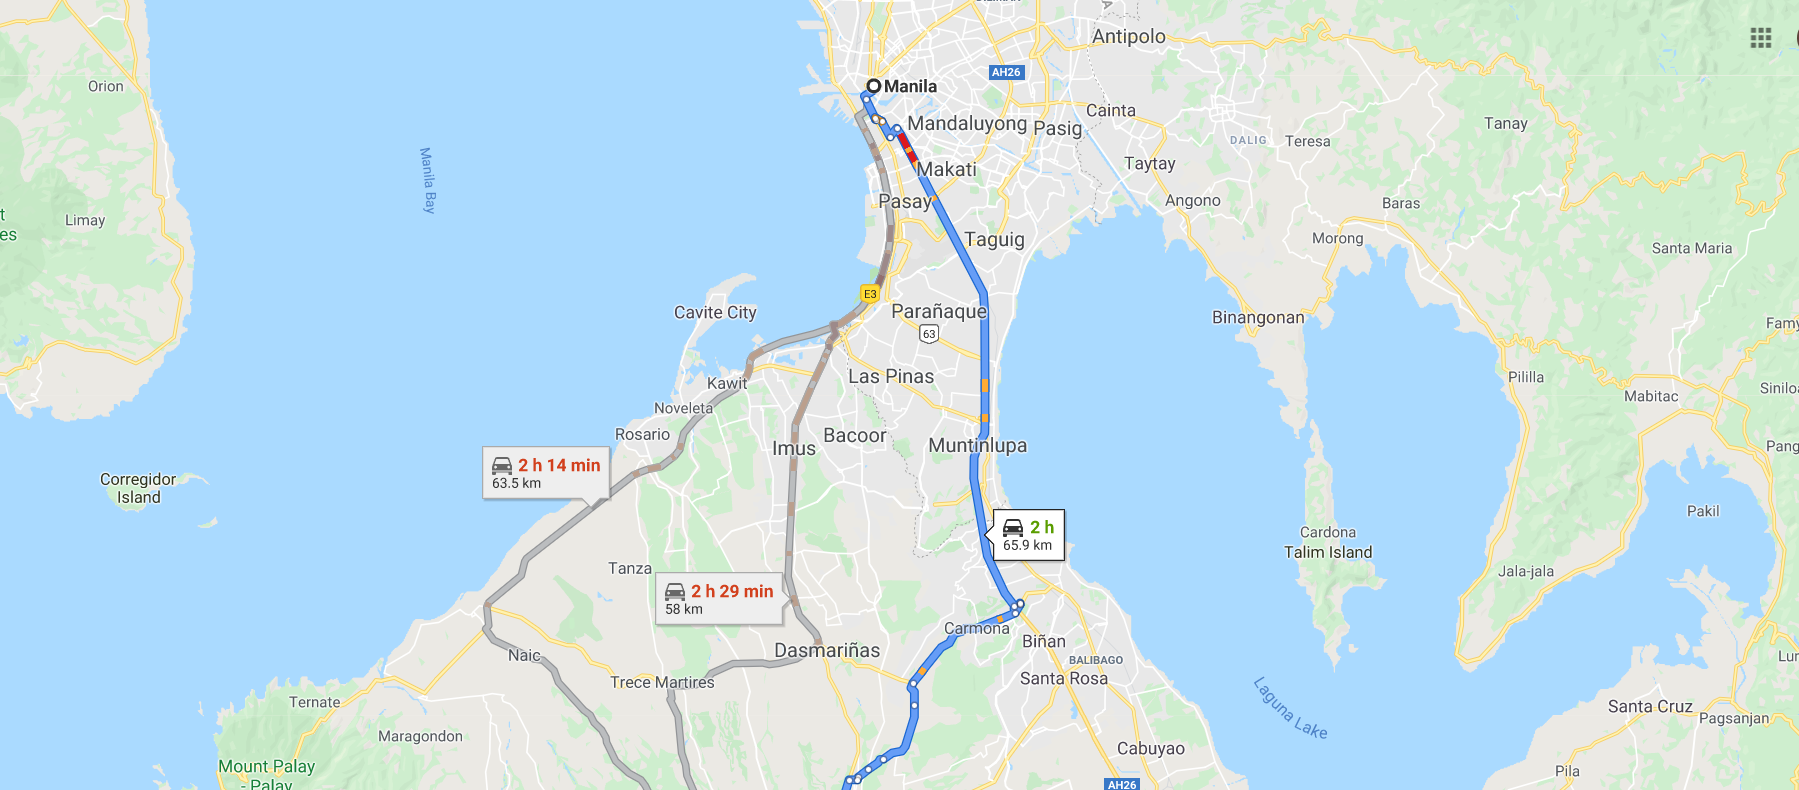 Antipolo
AH26
Orion
Manila
Cainta
Mandaluyong
Pasig
Tanay
DALIG
Teresa
Manila Bay
Makati
Taytay
Limay
Pasay
Angono
Baras
es
Taguig
Morong
Santa Maria
E3
Cavite City
Parañaque
Binangonan
Famy
63
Las Pinas
Kawit
Pililla
Siniloa
Mabitac
Noveleta
Rosario
Bacoor
Imus
Muntinlupa
Pang
2 h 14 min
63.5 km
Corregidor
Island
Pakil
2 h
65.9 km
Cardona
Talim Island
Tanza
Jala-jala
2 h 29 min
58 km
Carmona
Biñan
Dasmariñas
Naic
BALIBAGO
Lur
Trece Martires
Santa Rosa
Ternate
Laguna Lake
Santa Cruz
Pagsanjan
Maragondon
Cabuyao
Mount Palay
- Palay
Pila
AH26